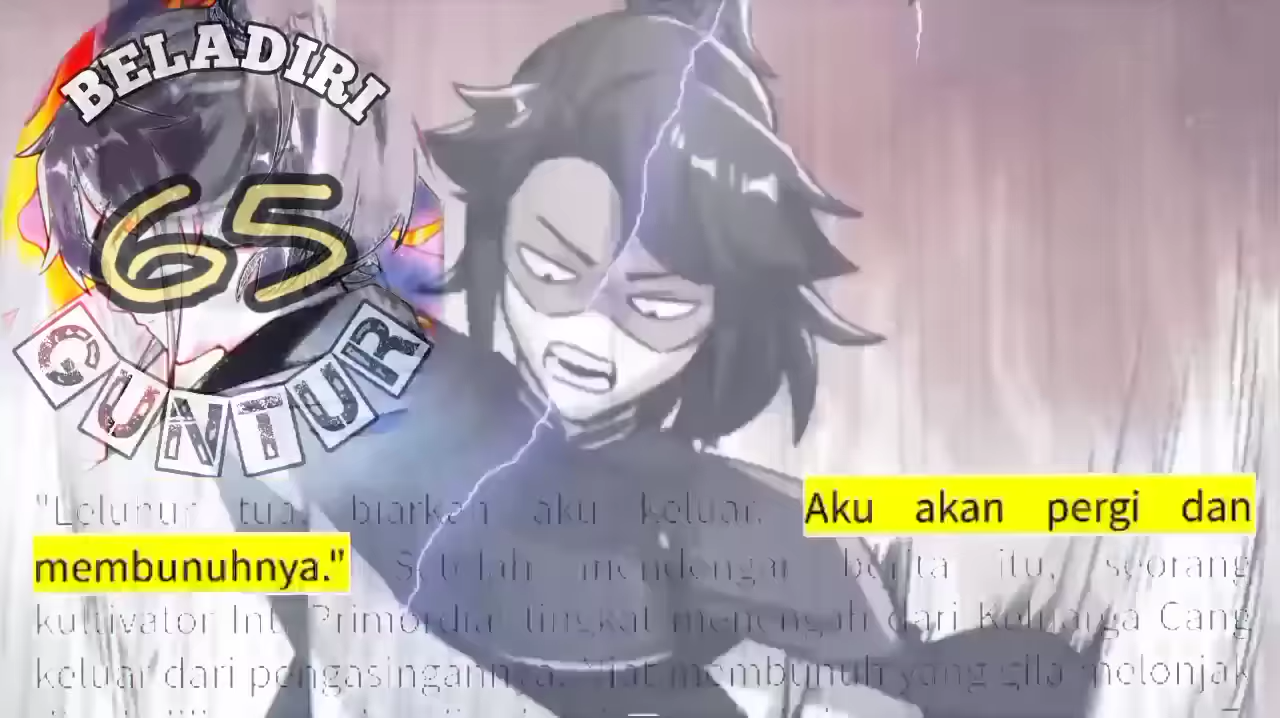 BELADIRI
65
GUNTUR
"Leluhur tua, biarkan aku keluar. Aku akan pergi dan
membunuhnya." Setelah mendengar berita itu, seorang
kultivator Inti Primordial tingkat menengah dari Keluarga Cang
keluar dari pengasingannya. Niat membunuh yang gila melonjak